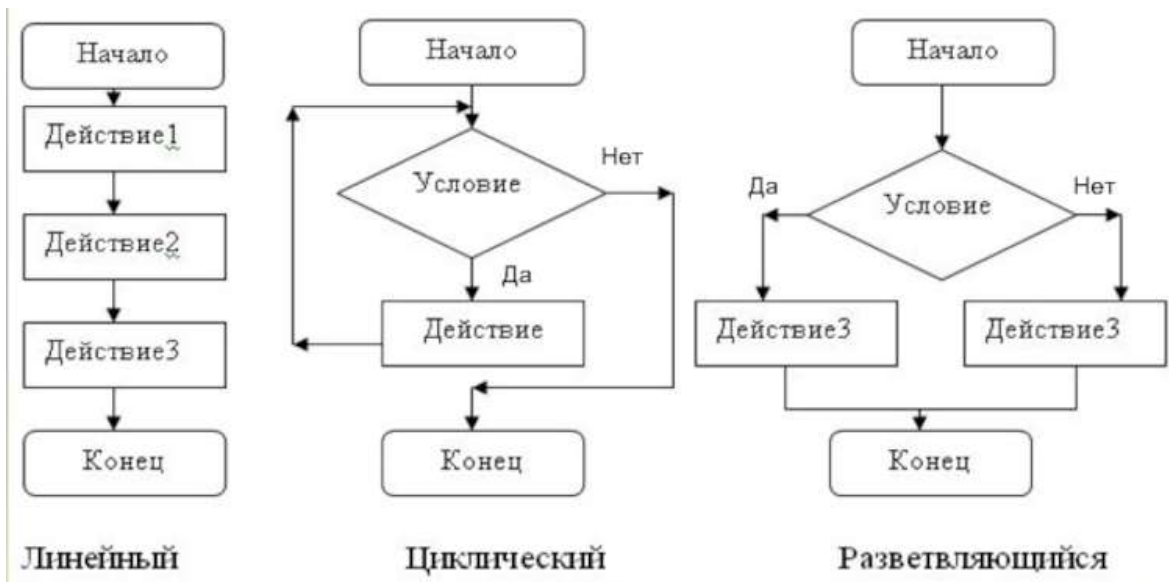 Начало
Действие1
Действие2
Действие3
Конец
Линейный
Начало
Условие
Нет
Да
Действие
Конец
Циклический
Начало
Условие
Да
Нет
Действие3
Действие3
Конец
Разветвляющийся